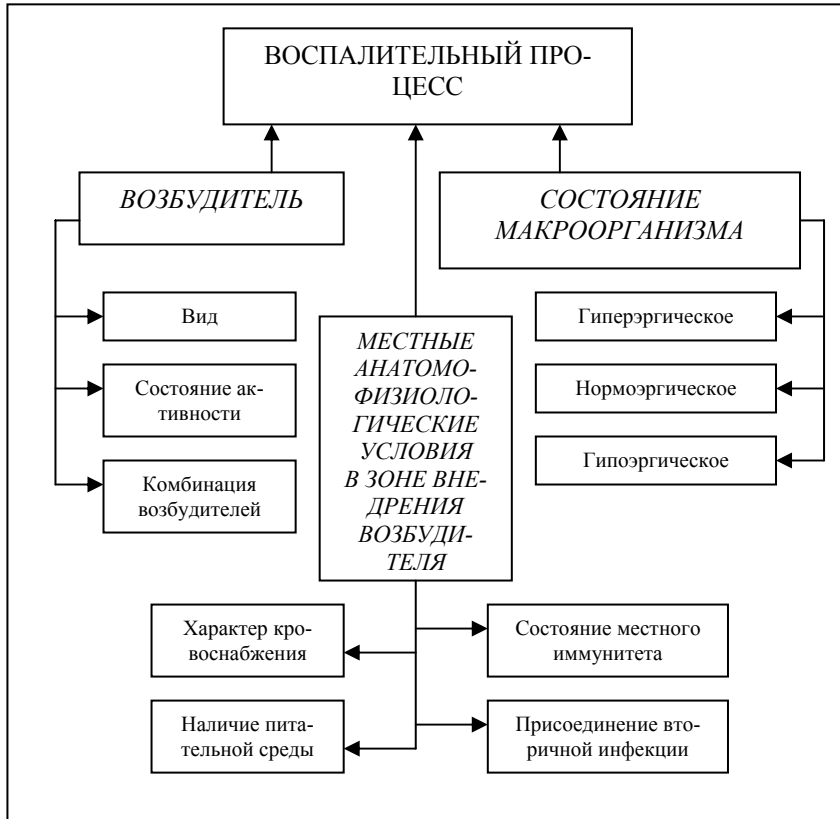 ВОСПАЛИТЕЛЬНЫЙ ПРО-
ЦЕСС
ВОЗБУДИТЕЛЬ
СОСТОЯНИЕ
МАКРООРГАНИЗМА
Вид
Состояние ак-
тивности
Комбинация
возбудителей
МЕСТНЫЕ
АНАТОМО-
ФИЗИОЛО-
ГИЧЕСКИЕ
УСЛОВИЯ
В ЗОНЕ ВНЕ-
ДРЕНИЯ
ВОЗБУДИ-
ТЕЛЯ
Гиперэргическое
Нормоэргическое
Гипоэргическое
Характер кро-
воснабжения
Состояние местного
иммунитета
Наличие пита-
тельной среды
Присоединение вто-
ричной инфекции